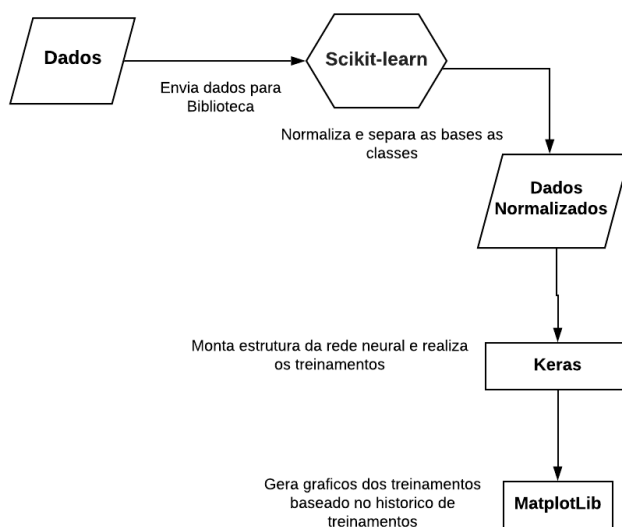 Dados
Scikit-learn
Envia dados para
Biblioteca
Normaliza e separa as bases as
classes
Dados
Normalizados
Monta estrutura da rede neural e realiza
os treinamentos
Keras
Gera graficos dos treinamentos
baseado no historico de
treinamentos
MatplotLib